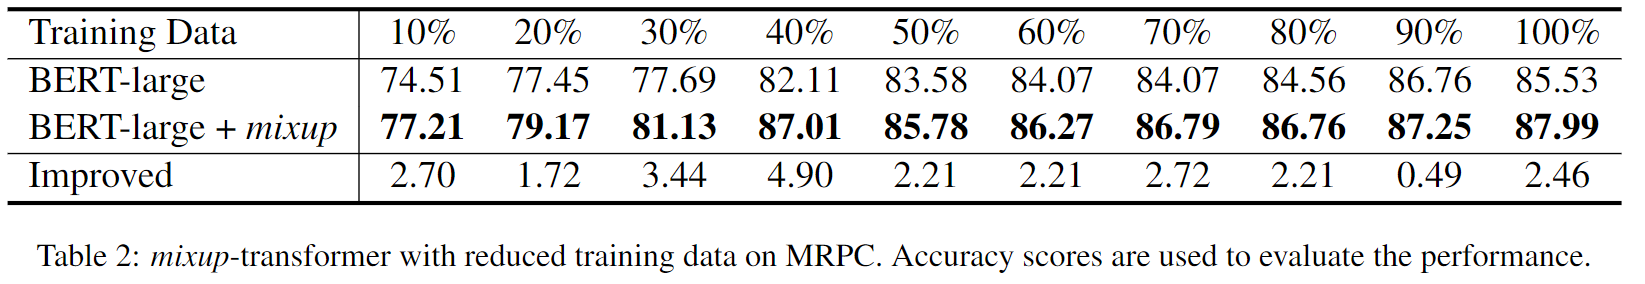 Training Data 10% 20% 30% 40% 50% 60% 70% 80% 90% 100%
BERT-large 74.51 77.45 77.69 82.11 83.58 84.07 84.07 84.56 86.76 85.53
BERT-large + mixup 77.21 79.17 81.13 87.01 85.78 86.27 86.79 86.76 87.25 87.99
Improved 2.70 1.72 3.44 4.90 2.21 2.21 2.72 2.21 0.49 2.46
Table 2: mixup-transformer with reduced training data on MRPC. Accuracy scores are used to evaluate the performance.